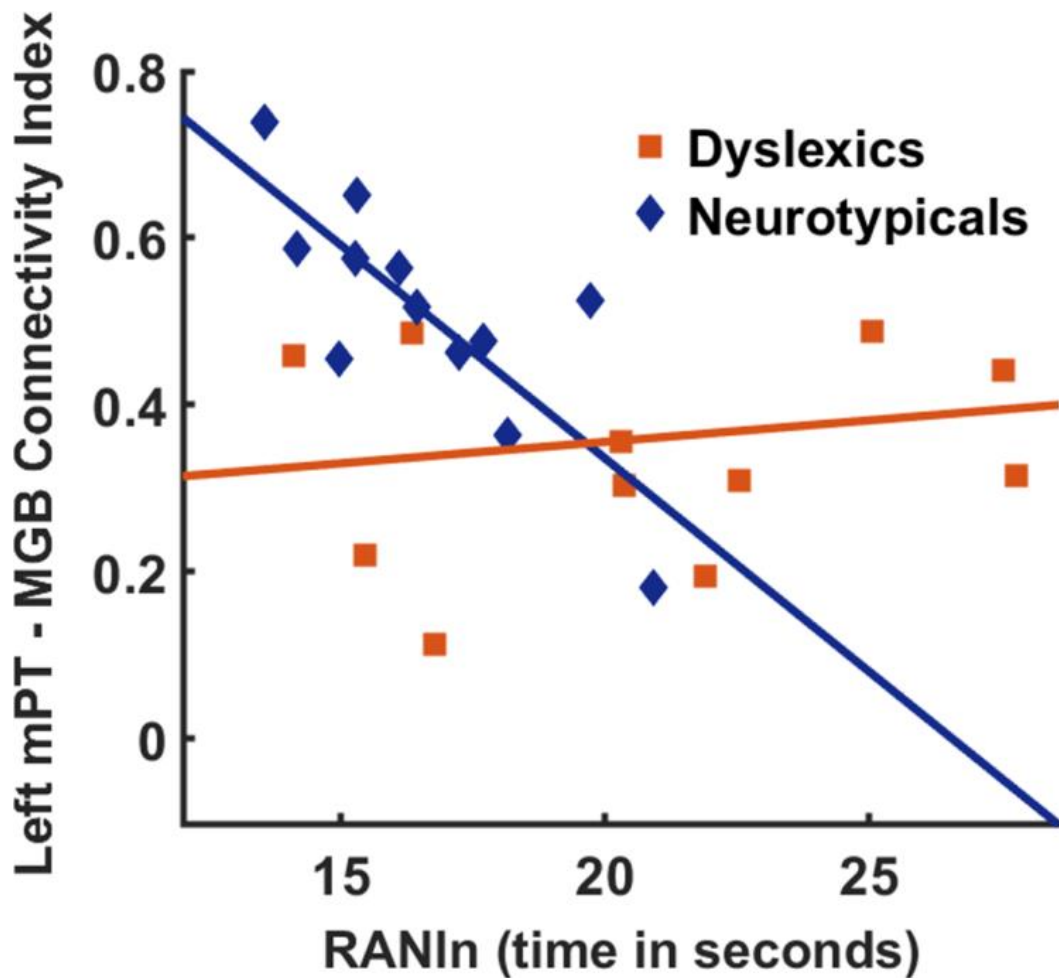 Left mPT - MGB Connectivity Index
0.8
0.6
0.4
0.2
0
Dyslexics
Neurotypicals
15
20
25
RANln (time in seconds)